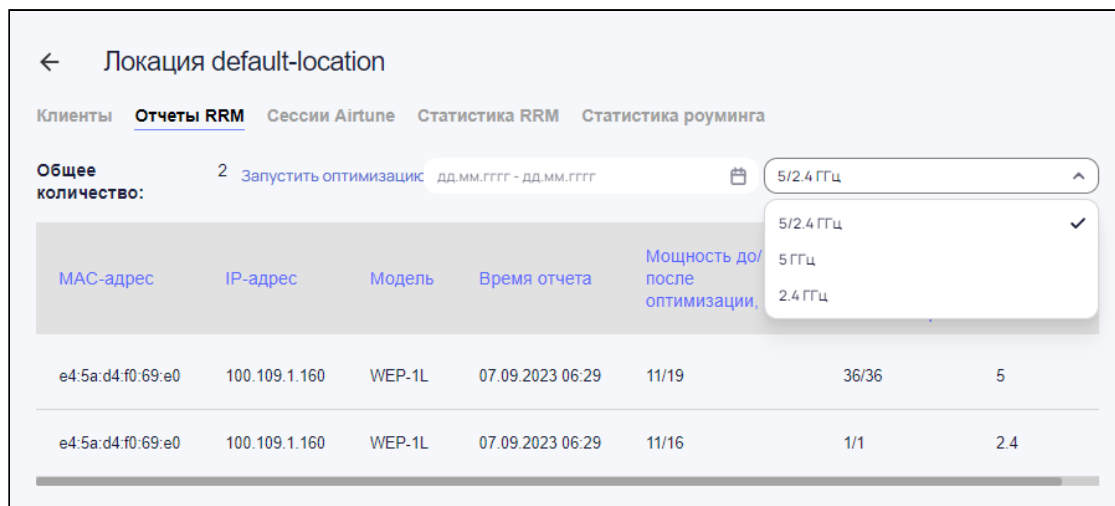 Локация default-location
Клиенты Отчеты RRM Сессии Airtune Статистика RRM Статистика роуминга
Общее количество: 2 Запустить оптимизацию дд.мм.гггг - дд.мм.гггг 5/2.4 ГГц
5/2.4 ГГц
5 ГГц
2.4 ГГц
MAC-адрес IP-адрес Модель Время отчета Мощность до/после оптимизации,
e4:5a:d4:f0:69:e0 100.109.1.160 WEP-1L 07.09.2023 06:29 11/19 36/36 5
e4:5a:d4:f0:69:e0 100.109.1.160 WEP-1L 07.09.2023 06:29 11/16 1/1 2.4